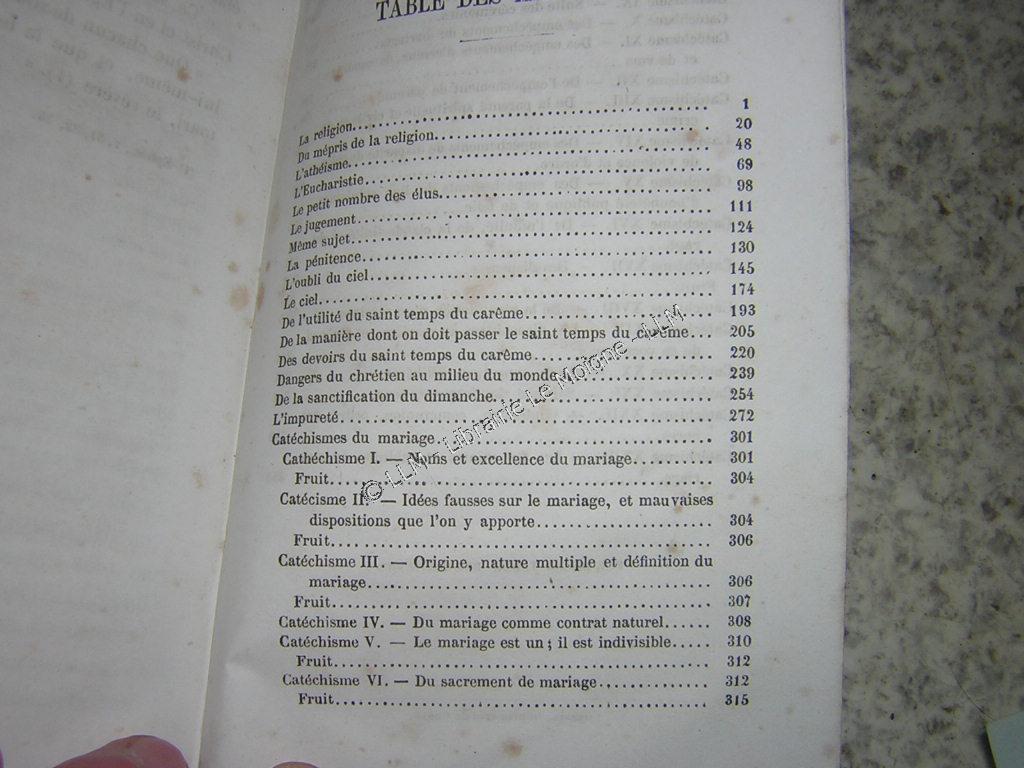 TABLE DES
La religion........ 1
Du mépris de la religion........ 20
L'athéisme........ 48
L'Eucharistie........ 69
Le petit nombre des élus........ 98
Le jugement........ 111
Même sujet........ 124
La pénitence........ 130
L'oubli du ciel........ 145
Le ciel........ 174
De l'utilité du saint temps du carême........ 193
De la manière dont on doit passer le saint temps du carême... 205
Des devoirs du saint temps du carême........ 220
Dangers du chrétien au milieu du monde........ 239
De la sanctification du dimanche........ 254
L'impureté........ 272
Catéchismes du mariage........ 301
Cathéchisme I. — Noms et excellence du mariage........ 301
Fruit........ 304
Catécisme II. — Idées fausses sur le mariage, et mauvaises
dispositions que l'on y apporte........ 304
Fruit........ 306
Catéchisme III. — Origine, nature multiple et définition du
mariage........ 306
Fruit........ 307
Catéchisme IV. — Du mariage comme contrat naturel...... 308
Catéchisme V. — Le mariage est un ; il est indivisible..... 310
Fruit........ 312
Catéchisme VI. — Du sacrement de mariage........ 312
Fruit........ 315
© LLM - Librairie Le Moigne - LLM